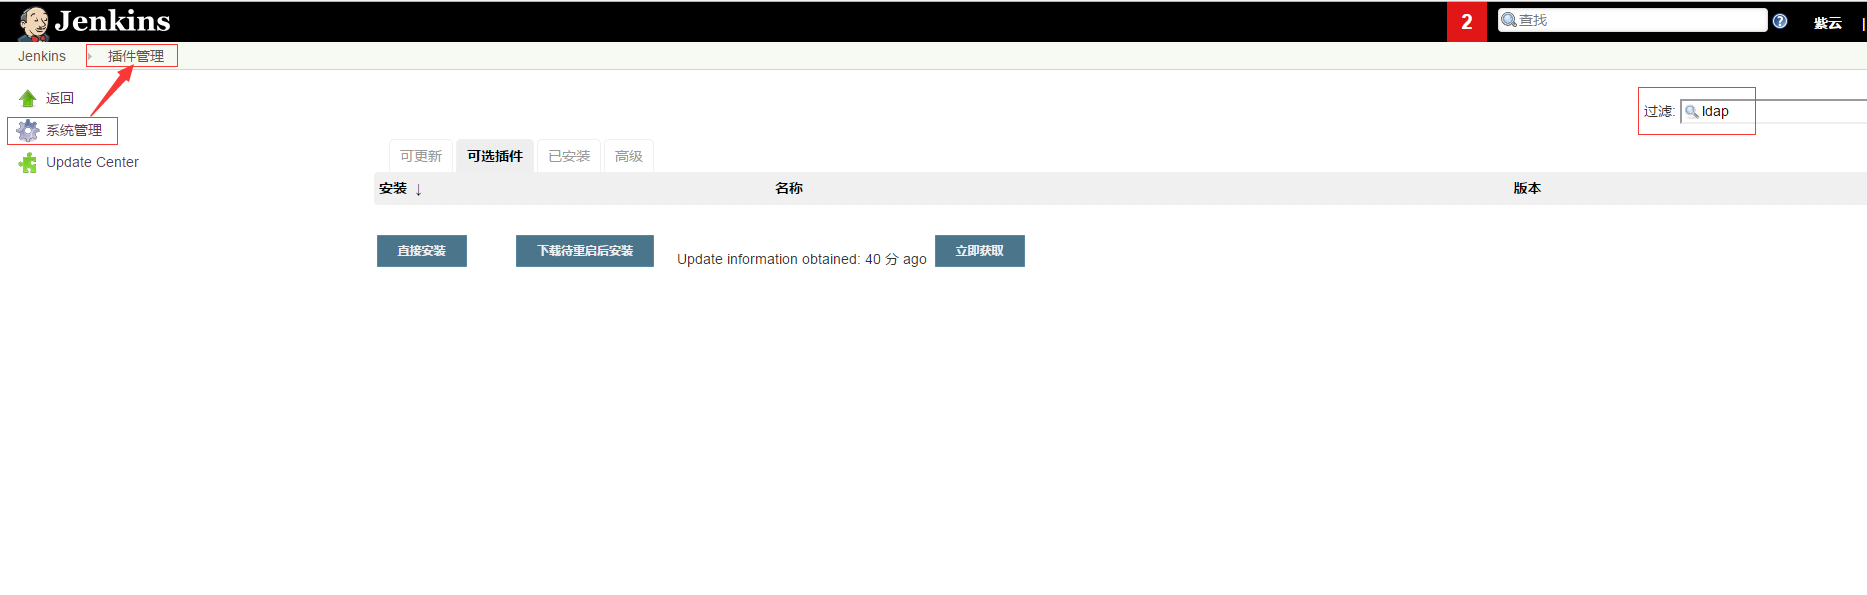 Jenkins
2
查找
紫云 |
Jenkins
插件管理
返回
系统管理
Update Center
过滤: ldap
可更新 可选插件 已安装 高级
安装 ↓ 名称 版本
直接安装 下载待重启后安装 Update information obtained: 40 分 ago 立即获取